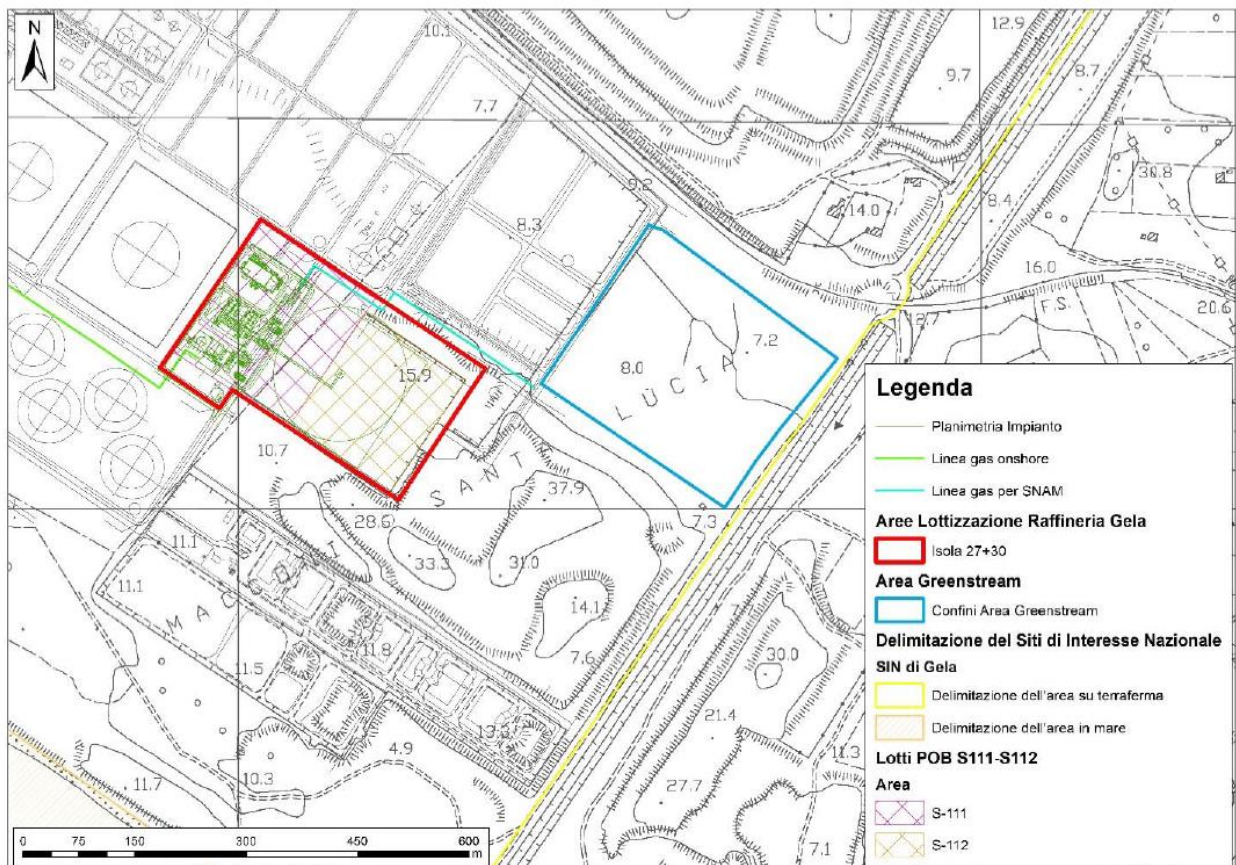 N
10.1
12.9
9.7
8.7
7.7
30.8
9.2
14.0
8.4
8.3
16.0
F.S.
12.7
20.6
7.2
8.0
15.9
LUCIA
10.7
SANT
37.9
7.3
28.6
11.1
33.3
31.0
11.1
14.1
MA
7.6
11.8
11.5
30.0
21.4
4.9
11.3
10.3
11.7
27.7
7.1
Legenda
Planimetria Impianto
Linea gas onshore
Linea gas per SNAM
Aree Lottizzazione Raffineria Gela
Isola 27+30
Area Greenstream
Confini Area Greenstream
Delimitazione del Siti di Interesse Nazionale
SIN di Gela
Delimitazione dell'area su terraferma
Delimitazione dell'area in mare
Lotti POB S111-S112
Area
S-111
S-112
0 75 150 300 450 600
m